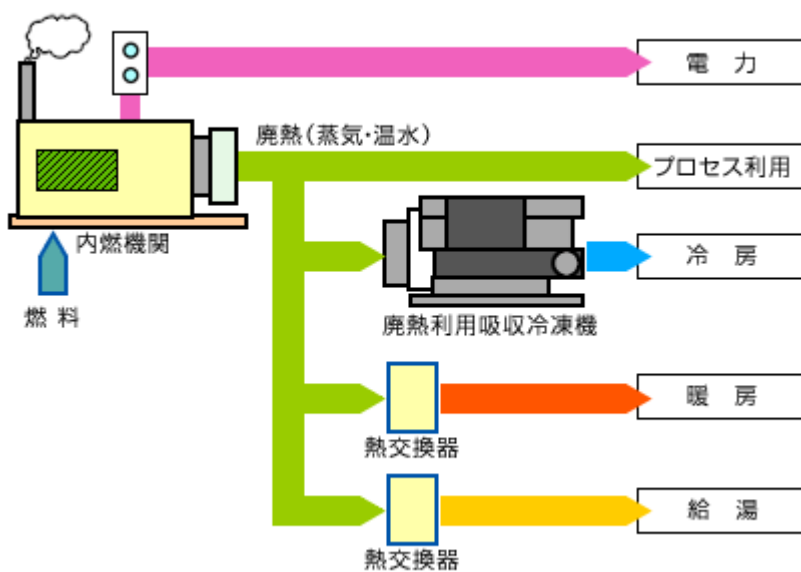 電 力
廃熱(蒸気・温水)
プロセス利用
内燃機関
冷 房
燃 料
廃熱利用吸収冷凍機
暖 房
熱交換器
給 湯
熱交換器